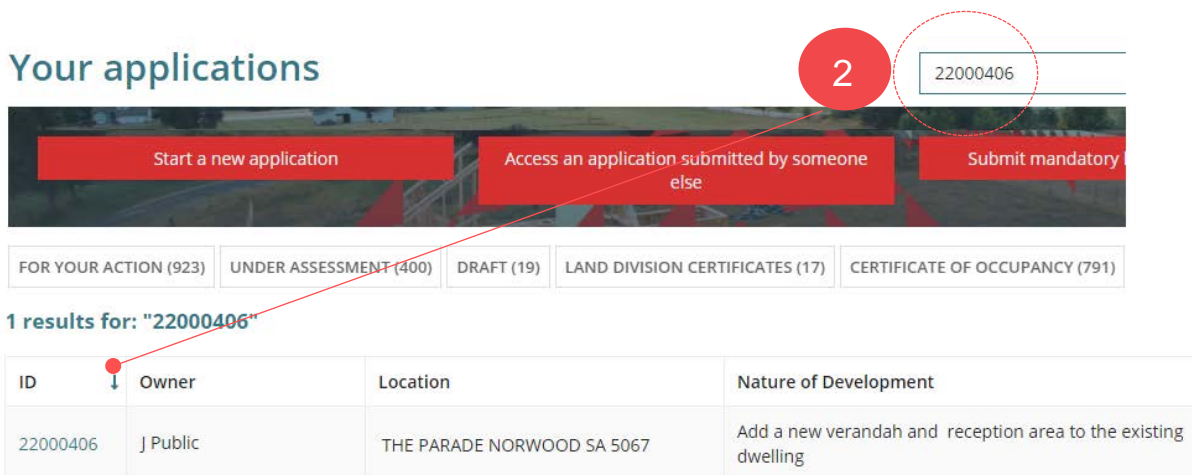 Your applications
2
22000406
Start a new application
Access an application submitted by someone
else
Submit mandatory
FOR YOUR ACTION (923)
UNDER ASSESSMENT (400)
DRAFT (19)
LAND DIVISION CERTIFICATES (17)
CERTIFICATE OF OCCUPANCY (791)
1 results for: "22000406"
ID ↓ Owner Location Nature of Development
22000406 J Public THE PARADE NORWOOD SA 5067 Add a new verandah and reception area to the existing
dwelling